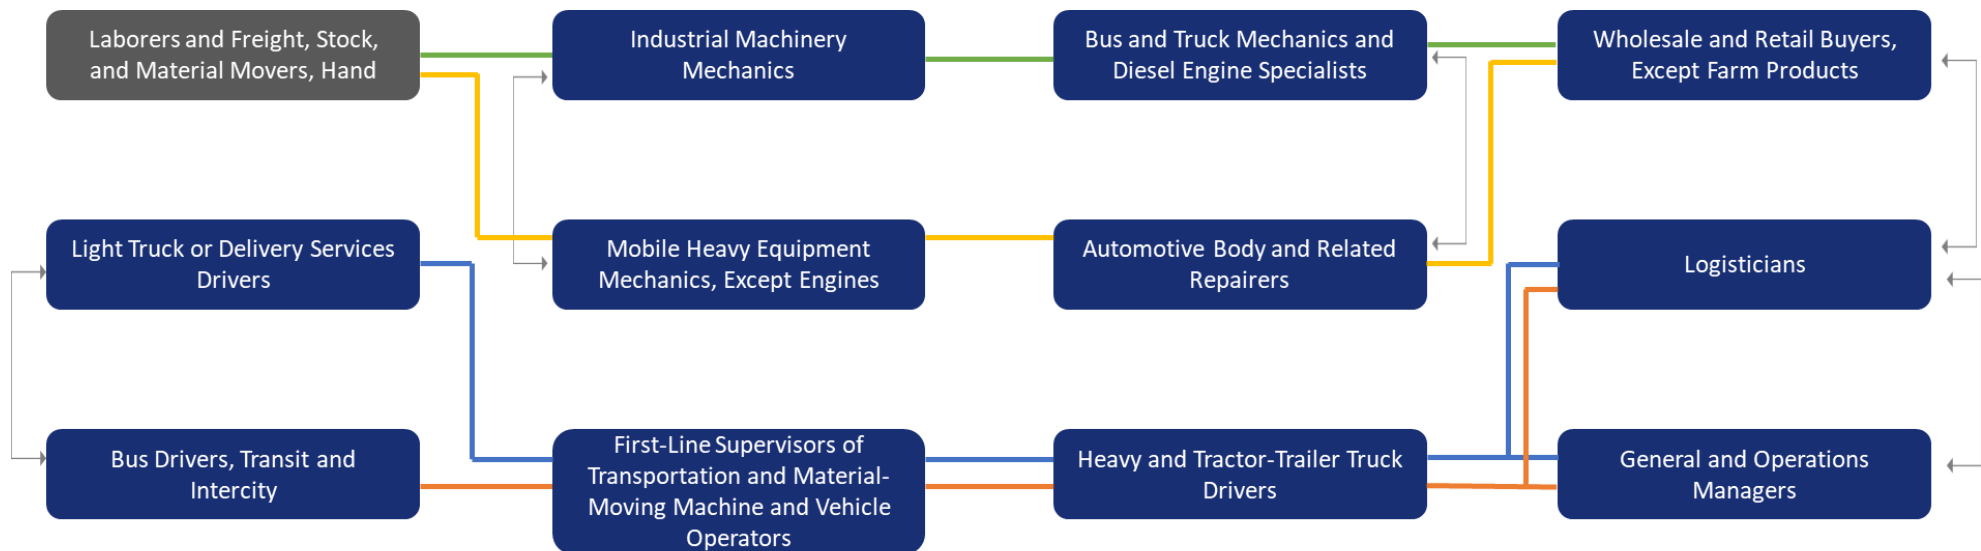 Laborers and Freight, Stock,
and Material Movers, Hand
Industrial Machinery
Mechanics
Bus and Truck Mechanics and
Diesel Engine Specialists
Wholesale and Retail Buyers,
Except Farm Products
Light Truck or Delivery Services
Drivers
Mobile Heavy Equipment
Mechanics, Except Engines
Automotive Body and Related
Repairers
Logisticians
Bus Drivers, Transit and
Intercity
First-Line Supervisors of
Transportation and Material-
Moving Machine and Vehicle
Operators
Heavy and Tractor-Trailer Truck
Drivers
General and Operations
Managers